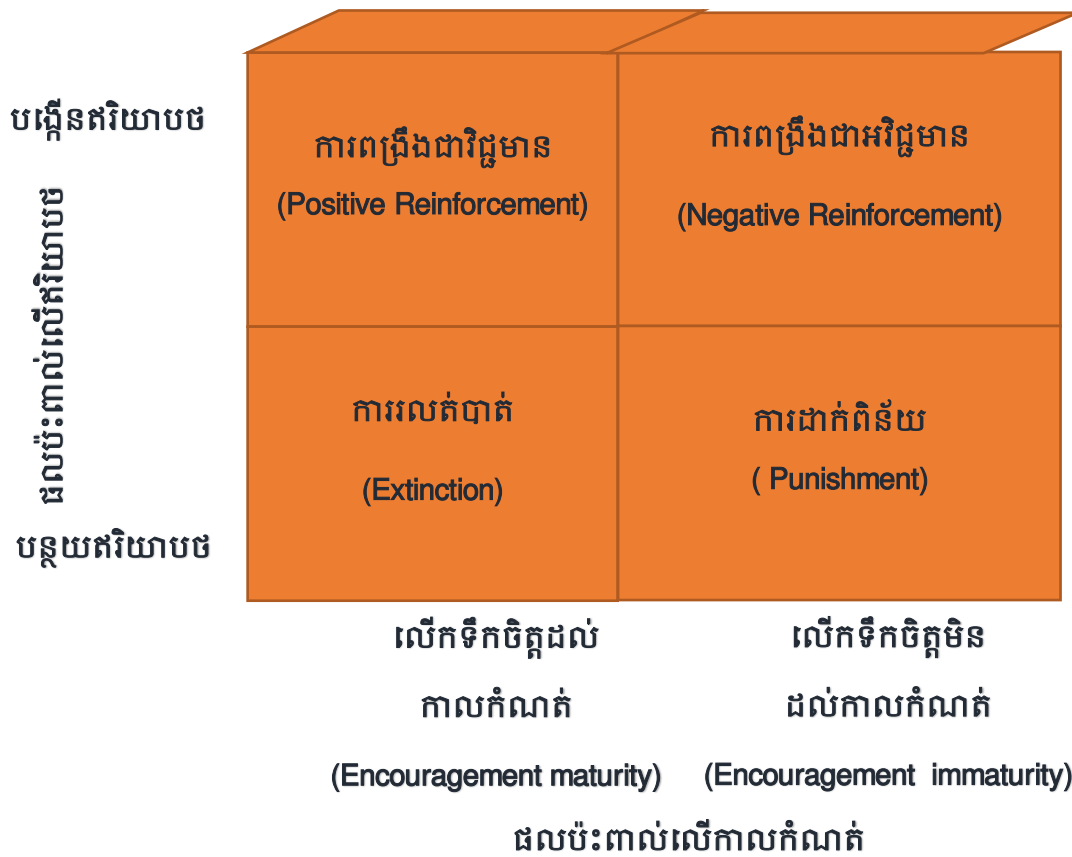 បង្កើនឥរិយាបថ
ការពង្រឹងជាវិជ្ជមាន
(Positive Reinforcement)
ការពង្រឹងជាអវិជ្ជមាន
(Negative Reinforcement)
ផលប៉ះពាល់លើឥរិយាបថ
ការរលត់បាត់
(Extinction)
ការដាក់ពិន័យ
( Punishment)
បន្ថយឥរិយាបថ
លើកទឹកចិត្តដល់
កាលកំណត់
(Encouragement maturity)
លើកទឹកចិត្តមិន
ដល់កាលកំណត់
(Encouragement immaturity)
ផលប៉ះពាល់លើកាលកំណត់